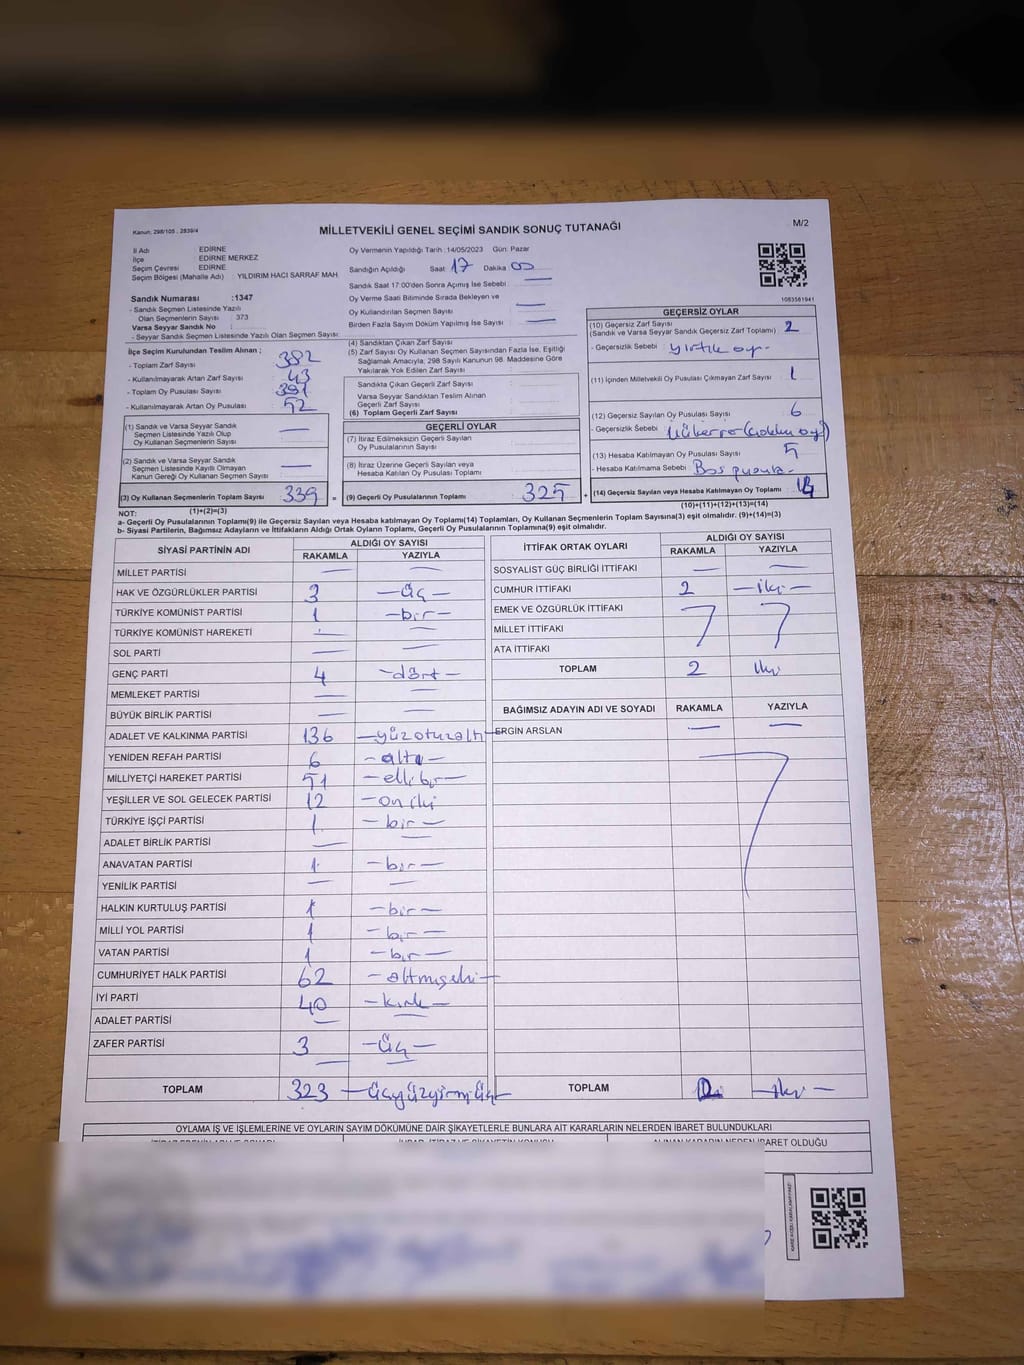 Kanun: 298/105 , 2839/4
MİLLETVEKİLİ GENEL SEÇİMİ SANDIK SONUÇ TUTANAĞI
M/2
İl Adı EDİRNE
İlçe EDİRNE MERKEZ
Seçim Çevresi EDİRNE
Seçim Bölgesi (Mahalle Adı) : YILDIRIM HACI SARRAF MAH.
Oy Vermenin Yapıldığı Tarih : 14/05/2023 Gün: Pazar
Sandığın Açıldığı Saat 17 Dakika 00
Sandık Saat 17:00'den Sonra Açımış İse Sebebi —
Oy Verme Saati Bitiminde Sırada Bekleyen ve
Oy Kullandırılan Seçmen Sayısı —
Birden Fazla Sayım Döküm Yapılmış İse Sayısı —
1083581941
Sandık Numarası :1347
- Sandık Seçmen Listesinde Yazılı
Olan Seçmenlerin Sayısı : 373
Varsa Seyyar Sandık No :
- Seyyar Sandık Seçmen Listesinde Yazılı Olan Seçmen Sayısı:
İlçe Seçim Kurulundan Teslim Alınan ;
- Toplam Zarf Sayısı : 382
- Kullanılmayarak Artan Zarf Sayısı : 43
- Toplam Oy Pusulası Sayısı : 391
- Kullanılmayarak Artan Oy Pusulası : 52
(1) Sandık ve Varsa Seyyar Sandık
Seçmen Listesinde Yazılı Olup
Oy Kullanan Seçmenlerin Sayısı : —
(2) Sandık ve Varsa Seyyar Sandık
Seçmen Listesinde Kayıtlı Olmayan
Kanun Gereği Oy Kullanan Seçmen Sayısı : —
(3) Oy Kullanan Seçmenlerin Toplam Sayısı : 339
(1)+(2)=(3)
(4) Sandıktan Çıkan Zarf Sayısı
(5) Zarf Sayısı Oy Kullanan Seçmen Sayısından Fazla İse, Eşitliği
Sağlamak Amacıyla, 298 Sayılı Kanunun 98. Maddesine Göre
Yakılarak Yok Edilen Zarf Sayısı
Sandıkta Çıkan Geçerli Zarf Sayısı :
Varsa Seyyar Sandıktan Teslim Alınan
Geçerli Zarf Sayısı :
(6) Toplam Geçerli Zarf Sayısı :
GEÇERLİ OYLAR
(7) İtiraz Edilmeksizin Geçerli Sayılan
Oy Pusulalarının Toplamı :
(8) İtiraz Üzerine Geçerli Sayılan veya
Hesaba Katılan Oy Pusulası Toplamı :
= (9) Geçerli Oy Pusulalarının Toplamı : 325 +
GEÇERSİZ OYLAR
(10) Geçersiz Zarf Sayısı : 2
(Sandık ve Varsa Seyyar Sandık Geçersiz Zarf Toplamı)
- Geçersizlik Sebebi : yırtık oy.
(11) İçinden Milletvekili Oy Pusulası Çıkmayan Zarf Sayısı : 1
(12) Geçersiz Sayılan Oy Pusulası Sayısı : 6
- Geçersizlik Sebebi : Mükerrer
(13) Hesaba Katılmayan Oy Pusulası Sayısı : 5
- Hesaba Katılmama Sebebi : Boş pusula.
(14) Geçersiz Sayılan veya Hesaba Katılmayan Oy Toplamı : 14
(10)+(11)+(12)+(13)=(14)
NOT:
a- Geçerli Oy Pusulalarının Toplamı(9) ile Geçersiz Sayılan veya Hesaba katılmayan Oy Toplamı(14) Toplamları, Oy Kullanan Seçmenlerin Toplam Sayısına(3) eşit olmalıdır. (9)+(14)=(3)
b- Siyasi Partilerin, Bağımsız Adayların ve İttifakların Aldığı Ortak Oyların Toplamı, Geçerli Oy Pusulalarının Toplamına(9) eşit olmalıdır.
SİYASİ PARTİNİN ADI ALDIĞI OY SAYISI
RAKAMLA YAZIYLA
MİLLET PARTİSİ — —
HAK VE ÖZGÜRLÜKLER PARTİSİ 3 —üç—
TÜRKİYE KOMÜNİST PARTİSİ 1 —bir—
TÜRKİYE KOMÜNİST HAREKETİ — —
SOL PARTİ — —
GENÇ PARTİ 4 —dört—
MEMLEKET PARTİSİ — —
BÜYÜK BİRLİK PARTİSİ — —
ADALET VE KALKINMA PARTİSİ 136 —yüzotuzaltı—
YENİDEN REFAH PARTİSİ 6 —altı—
MİLLİYETÇİ HAREKET PARTİSİ 51 —ellibir—
YEŞİLLER VE SOL GELECEK PARTİSİ 12 —oniki
TÜRKİYE İŞÇİ PARTİSİ 1 —bir—
ADALET BİRLİK PARTİSİ — —
ANAVATAN PARTİSİ 1 —bir—
YENİLİK PARTİSİ — —
HALKIN KURTULUŞ PARTİSİ 1 —bir—
MİLLİ YOL PARTİSİ 1 —bir—
VATAN PARTİSİ 1 —bir—
CUMHURİYET HALK PARTİSİ 62 —altmışiki—
İYİ PARTİ 40 —kırk—
ADALET PARTİSİ — —
ZAFER PARTİSİ 3 —üç—
— —
TOPLAM 323 —üçyüzyirmiüç—
İTTİFAK ORTAK OYLARI ALDIĞI OY SAYISI
RAKAMLA YAZIYLA
SOSYALİST GÜÇ BİRLİĞİ İTTİFAKI — —
CUMHUR İTTİFAKI 2 —iki—
EMEK VE ÖZGÜRLÜK İTTİFAKI
MİLLET İTTİFAKI
ATA İTTİFAKI
TOPLAM 2 iki
BAĞIMSIZ ADAYIN ADI VE SOYADI RAKAMLA YAZIYLA
ERGİN ARSLAN — —
TOPLAM 2 —iki—
OYLAMA İŞ VE İŞLEMLERİNE VE OYLARIN SAYIM DÖKÜMÜNE DAİR ŞİKAYETLERLE BUNLARA AİT KARARLARIN NELERDEN İBARET BULUNDUKLARI
ALINAN KARARIN NEDEN İBARET OLDUĞU